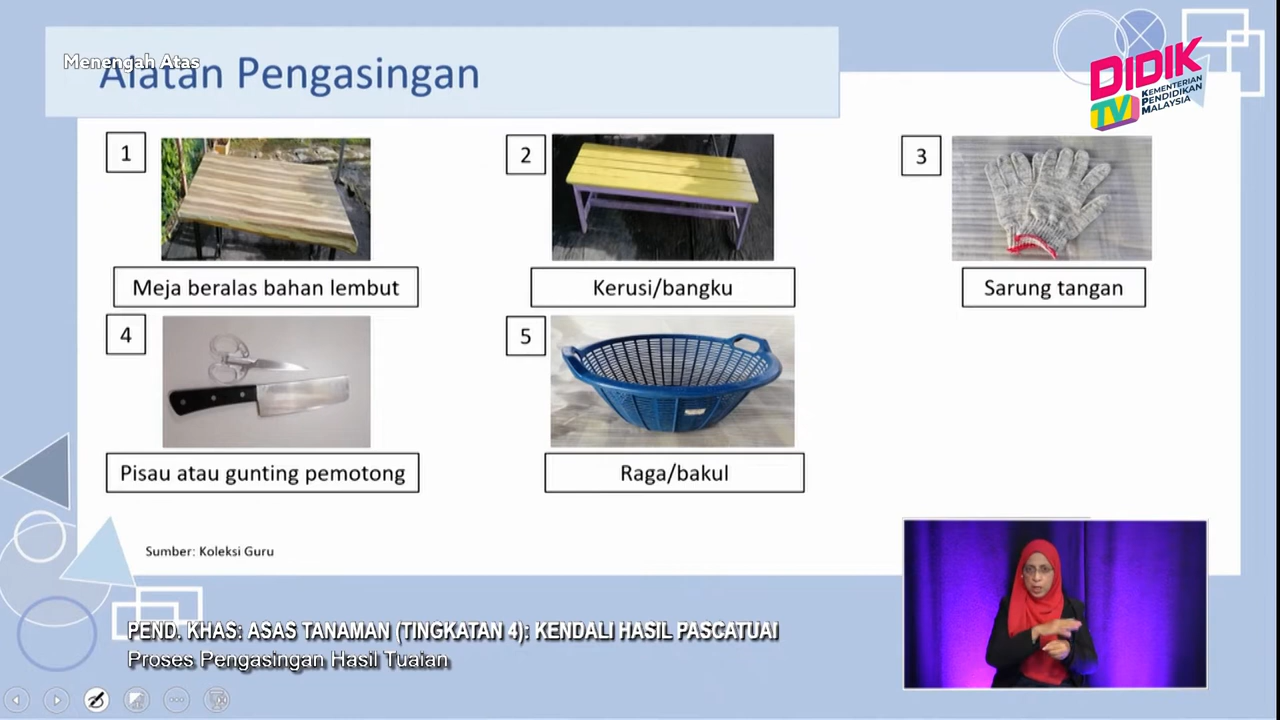 Menengah Atas
Alatan Pengasingan
DIDIK
TV
KEMENTERIAN
PENDIDIKAN
MALAYSIA
1
2
3
Meja beralas bahan lembut
Kerusi/bangku
Sarung tangan
4
5
Pisau atau gunting pemotong
Raga/bakul
Sumber: Koleksi Guru
PEND. KHAS: ASAS TANAMAN (TINGKATAN 4): KENDALI HASIL PASCATUAI
Proses Pengasingan Hasil Tuaian